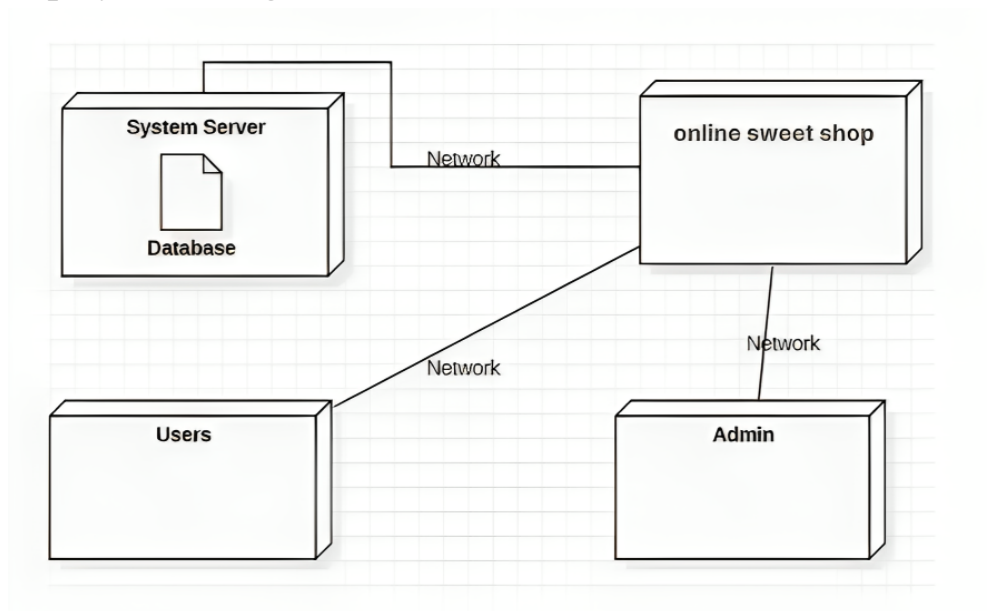 System Server
Database
online sweet shop
Network
Network
Network
Users
Admin